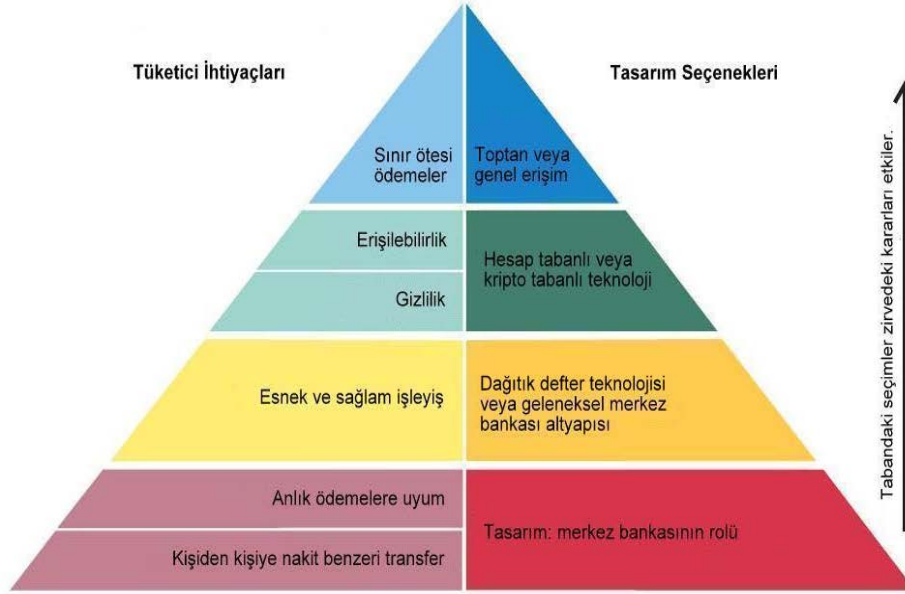 Tüketici İhtiyaçları
Tasarım Seçenekleri
Sınır ötesi
ödemeler
Toptan veya
genel erişim
Erişilebilirlik
Gizlilik
Hesap tabanlı veya
kripto tabanlı teknoloji
Esnek ve sağlam işleyiş
Dağıtık defter teknolojisi
veya geleneksel merkez
bankası altyapısı
Anlık ödemelere uyum
Kişiden kişiye nakit benzeri transfer
Tasarım: merkez bankasının rolü
Tabandaki seçimler zirvedeki kararları etkiler.